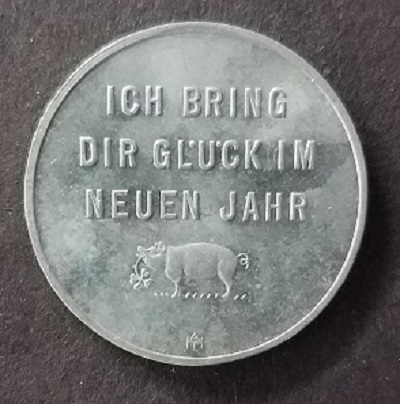 ICH BRING
DIR GLÜCK IM
NEUEN JAHR